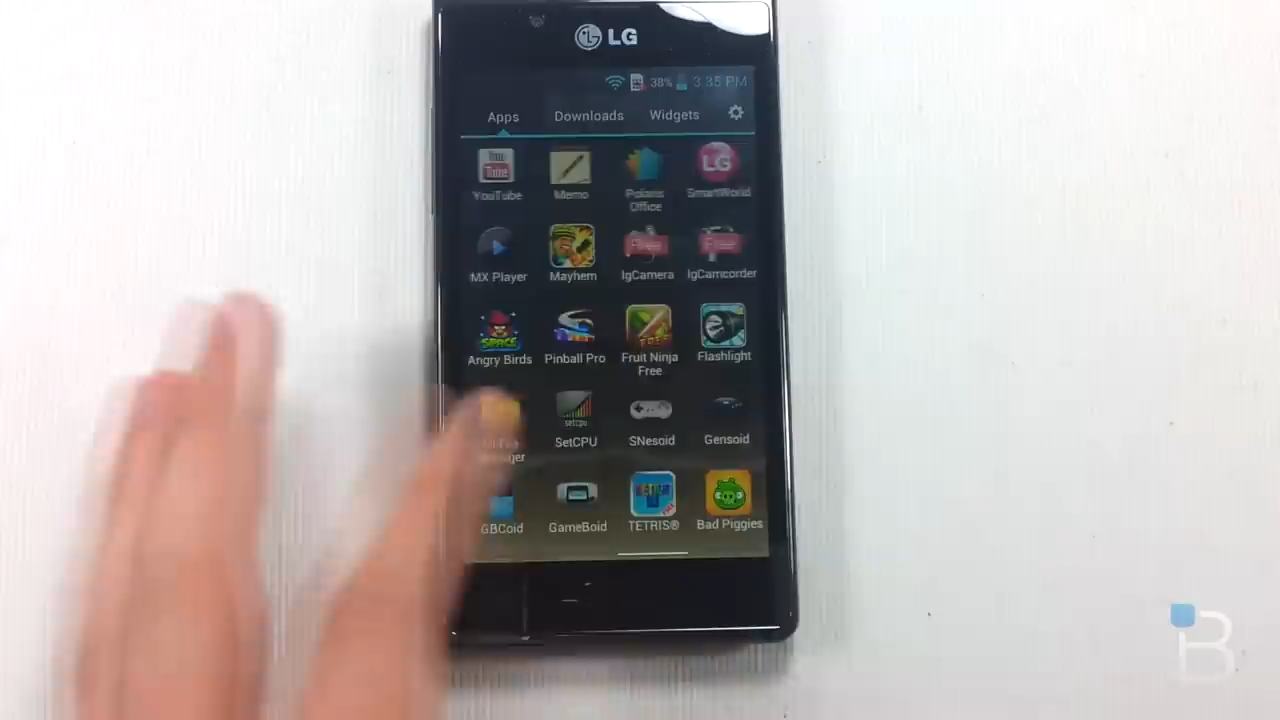 LG
38% 3:35 PM
Apps Downloads Widgets
YouTube Memo Polaris Office SmartWorld
MX Player Mayhem lgCamera lgCamcorder
Angry Birds Pinball Pro Fruit Ninja Free Flashlight
SetCPU SNesoid Gensoid
GBCoid GameBoid TETRIS® Bad Piggies